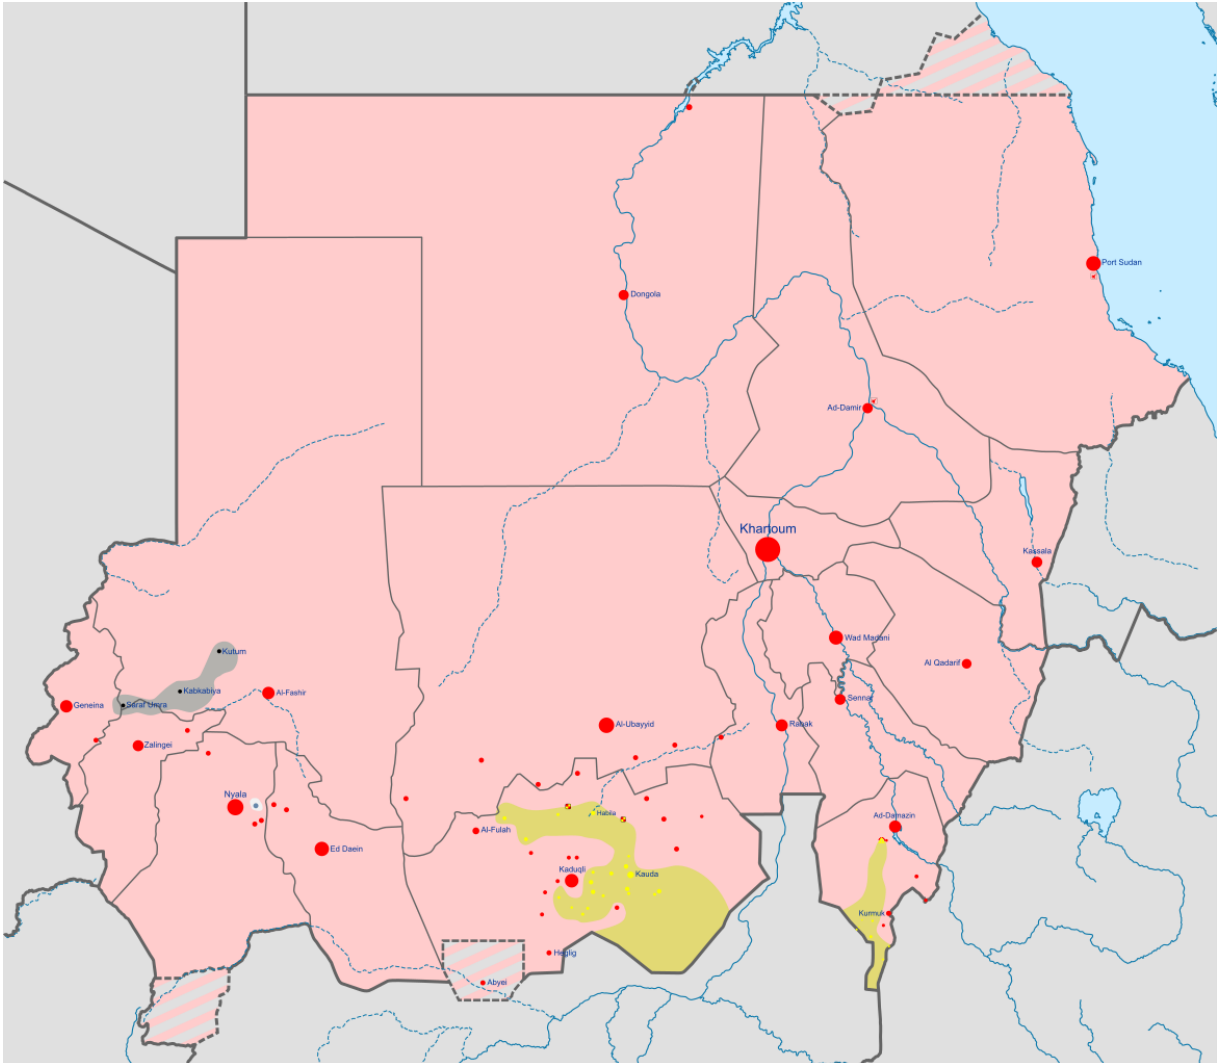 Port Sudan
Dongola
Ad-Damir
Khartoum
Kassala
Wad Madani
Kutum
Al Qadarif
Kabkabiya
Al-Fashir
Sennar
Geneina
Saraf Umra
Al-Ubayyid
Rabak
Zalingei
Nyala
Habila
Ad-Damazin
Al-Fulah
Ed Daein
Kauda
Kaduqli
Kurmuk
Heglig
Abyei